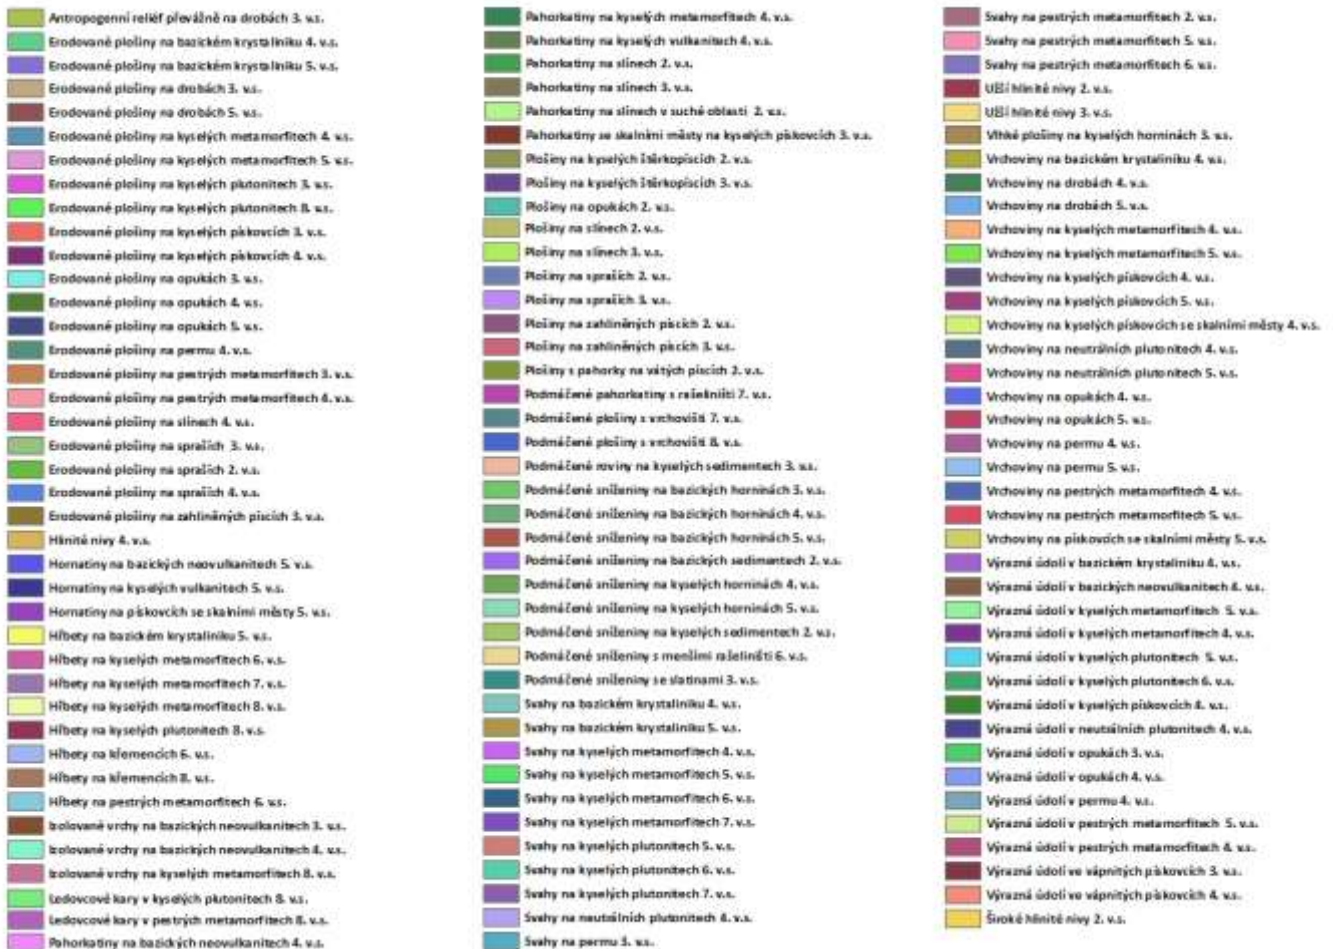 Antropogenní reliéf převážně na drobách 3. v.s.
Erodované plošiny na bazickém krystaliniku 4. v.s.
Erodované plošiny na bazickém krystaliniku 5. v.s.
Erodované plošiny na drobách 3. v.s.
Erodované plošiny na drobách 5. v.s.
Erodované plošiny na kyselých metamorfitech 4. v.s.
Erodované plošiny na kyselých metamorfitech 5. v.s.
Erodované plošiny na kyselých plutonitech 3. v.s.
Erodované plošiny na kyselých plutonitech 8. v.s.
Erodované plošiny na kyselých pískovcích 3. v.s.
Erodované plošiny na kyselých pískovcích 4. v.s.
Erodované plošiny na opukách 3. v.s.
Erodované plošiny na opukách 4. v.s.
Erodované plošiny na opukách 5. v.s.
Erodované plošiny na permu 4. v.s.
Erodované plošiny na pestrých metamorfitech 3. v.s.
Erodované plošiny na pestrých metamorfitech 4. v.s.
Erodované plošiny na slínech 4. v.s.
Erodované plošiny na spraších 3. v.s.
Erodované plošiny na spraších 2. v.s.
Erodované plošiny na spraších 4. v.s.
Erodované plošiny na zahliněných píscích 3. v.s.
Hlinité nivy 4. v.s.
Hornatiny na bazických neovulkanitech 5. v.s.
Hornatiny na kyselých vulkanitech 5. v.s.
Hornatiny na pískovcích se skalními městy 5. v.s.
Hřbety na bazickém krystaliniku 5. v.s.
Hřbety na kyselých metamorfitech 6. v.s.
Hřbety na kyselých metamorfitech 7. v.s.
Hřbety na kyselých metamorfitech 8. v.s.
Hřbety na kyselých plutonitech 8. v.s.
Hřbety na křemencích 6. v.s.
Hřbety na křemencích 8. v.s.
Hřbety na pestrých metamorfitech 6. v.s.
Izolované vrchy na bazických neovulkanitech 3. v.s.
Izolované vrchy na bazických neovulkanitech 4. v.s.
Izolované vrchy na kyselých metamorfitech 8. v.s.
Ledovcové kary v kyselých plutonitech 8. v.s.
Ledovcové kary v pestrých metamorfitech 8. v.s.
Pahorkatiny na bazických neovulkanitech 4. v.s.
Pahorkatiny na kyselých metamorfitech 4. v.s.
Pahorkatiny na kyselých vulkanitech 4. v.s.
Pahorkatiny na slínech 2. v.s.
Pahorkatiny na slínech 3. v.s.
Pahorkatiny na slínech v suché oblasti 2. v.s.
Pahorkatiny se skalními městy na kyselých pískovcích 3. v.s.
Plošiny na kyselých štěrkopíscích 2. v.s.
Plošiny na kyselých štěrkopíscích 3. v.s.
Plošiny na opukách 2. v.s.
Plošiny na slínech 2. v.s.
Plošiny na slínech 3. v.s.
Plošiny na spraších 2. v.s.
Plošiny na spraších 3. v.s.
Plošiny na zahliněných píscích 2. v.s.
Plošiny na zahliněných píscích 3. v.s.
Plošiny s pahorky na vátých píscích 2. v.s.
Podmáčené pahorkatiny s rašeliništi 7. v.s.
Podmáčené plošiny s vrchovišti 7. v.s.
Podmáčené plošiny s vrchovišti 8. v.s.
Podmáčené roviny na kyselých sedimentech 3. v.s.
Podmáčené sníženiny na bazických horninách 3. v.s.
Podmáčené sníženiny na bazických horninách 4. v.s.
Podmáčené sníženiny na bazických horninách 5. v.s.
Podmáčené sníženiny na bazických sedimentech 2. v.s.
Podmáčené sníženiny na kyselých horninách 4. v.s.
Podmáčené sníženiny na kyselých horninách 5. v.s.
Podmáčené sníženiny na kyselých sedimentech 2. v.s.
Podmáčené sníženiny s menšími rašeliništi 6. v.s.
Podmáčené sníženiny se slatinami 3. v.s.
Svahy na bazickém krystaliniku 4. v.s.
Svahy na bazickém krystaliniku 5. v.s.
Svahy na kyselých metamorfitech 4. v.s.
Svahy na kyselých metamorfitech 5. v.s.
Svahy na kyselých metamorfitech 6. v.s.
Svahy na kyselých metamorfitech 7. v.s.
Svahy na kyselých plutonitech 5. v.s.
Svahy na kyselých plutonitech 6. v.s.
Svahy na kyselých plutonitech 7. v.s.
Svahy na neutrálních plutonitech 4. v.s.
Svahy na permu 3. v.s.
Svahy na pestrých metamorfitech 2. v.s.
Svahy na pestrých metamorfitech 5. v.s.
Svahy na pestrých metamorfitech 6. v.s.
Užší hlinité nivy 2. v.s.
Užší hlinité nivy 3. v.s.
Vlhké plošiny na kyselých horninách 3. v.s.
Vrchoviny na bazickém krystaliniku 4. v.s.
Vrchoviny na drobách 4. v.s.
Vrchoviny na drobách 5. v.s.
Vrchoviny na kyselých metamorfitech 4. v.s.
Vrchoviny na kyselých metamorfitech 5. v.s.
Vrchoviny na kyselých pískovcích 4. v.s.
Vrchoviny na kyselých pískovcích 5. v.s.
Vrchoviny na kyselých pískovcích se skalními městy 4. v.s.
Vrchoviny na neutrálních plutonitech 4. v.s.
Vrchoviny na neutrálních plutonitech 5. v.s.
Vrchoviny na opukách 4. v.s.
Vrchoviny na opukách 5. v.s.
Vrchoviny na permu 4. v.s.
Vrchoviny na permu 5. v.s.
Vrchoviny na pestrých metamorfitech 4. v.s.
Vrchoviny na pestrých metamorfitech 5. v.s.
Vrchoviny na pískovcích se skalními městy 5. v.s.
Výrazná údolí v bazickém krystaliniku 4. v.s.
Výrazná údolí v bazických neovulkanitech 4. v.s.
Výrazná údolí v kyselých metamorfitech 5. v.s.
Výrazná údolí v kyselých metamorfitech 4. v.s.
Výrazná údolí v kyselých plutonitech 5. v.s.
Výrazná údolí v kyselých plutonitech 6. v.s.
Výrazná údolí v kyselých pískovcích 4. v.s.
Výrazná údolí v neutrálních plutonitech 4. v.s.
Výrazná údolí v opukách 3. v.s.
Výrazná údolí v opukách 4. v.s.
Výrazná údolí v permu 4. v.s.
Výrazná údolí v pestrých metamorfitech 5. v.s.
Výrazná údolí v pestrých metamorfitech 4. v.s.
Výrazná údolí ve vápnitých pískovcích 3. v.s.
Výrazná údolí ve vápnitých pískovcích 4. v.s.
Široké hlinité nivy 2. v.s.